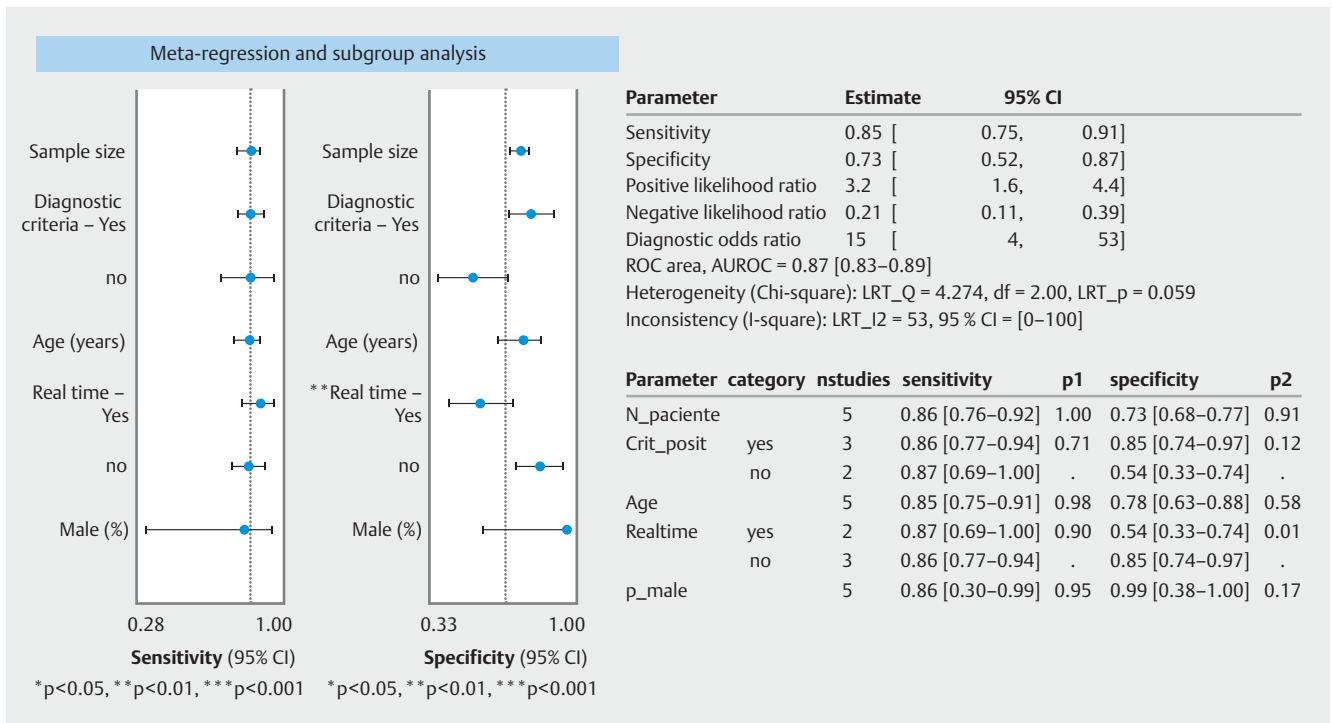 Meta-regression and subgroup analysis
Sample size
Diagnostic
criteria – Yes
no
Age (years)
Real time –
Yes
no
Male (%)
0.28 1.00
Sensitivity (95% CI)
*p<0.05, **p<0.01, ***p<0.001
Sample size
Diagnostic
criteria – Yes
no
Age (years)
**Real time –
Yes
no
Male (%)
0.33 1.00
Specificity (95% CI)
*p<0.05, **p<0.01, ***p<0.001
Parameter Estimate 95% CI
Sensitivity 0.85 [ 0.75, 0.91]
Specificity 0.73 [ 0.52, 0.87]
Positive likelihood ratio 3.2 [ 1.6, 4.4]
Negative likelihood ratio 0.21 [ 0.11, 0.39]
Diagnostic odds ratio 15 [ 4, 53]
ROC area, AUROC = 0.87 [0.83–0.89]
Heterogeneity (Chi-square): LRT_Q = 4.274, df = 2.00, LRT_p = 0.059
Inconsistency (I-square): LRT_I2 = 53, 95 % CI = [0–100]
Parameter category nstudies sensitivity p1 specificity p2
N_paciente 5 0.86 [0.76–0.92] 1.00 0.73 [0.68–0.77] 0.91
Crit_posit yes 3 0.86 [0.77–0.94] 0.71 0.85 [0.74–0.97] 0.12
no 2 0.87 [0.69–1.00] . 0.54 [0.33–0.74] .
Age 5 0.85 [0.75–0.91] 0.98 0.78 [0.63–0.88] 0.58
Realtime yes 2 0.87 [0.69–1.00] 0.90 0.54 [0.33–0.74] 0.01
no 3 0.86 [0.77–0.94] . 0.85 [0.74–0.97] .
p_male 5 0.86 [0.30–0.99] 0.95 0.99 [0.38–1.00] 0.17